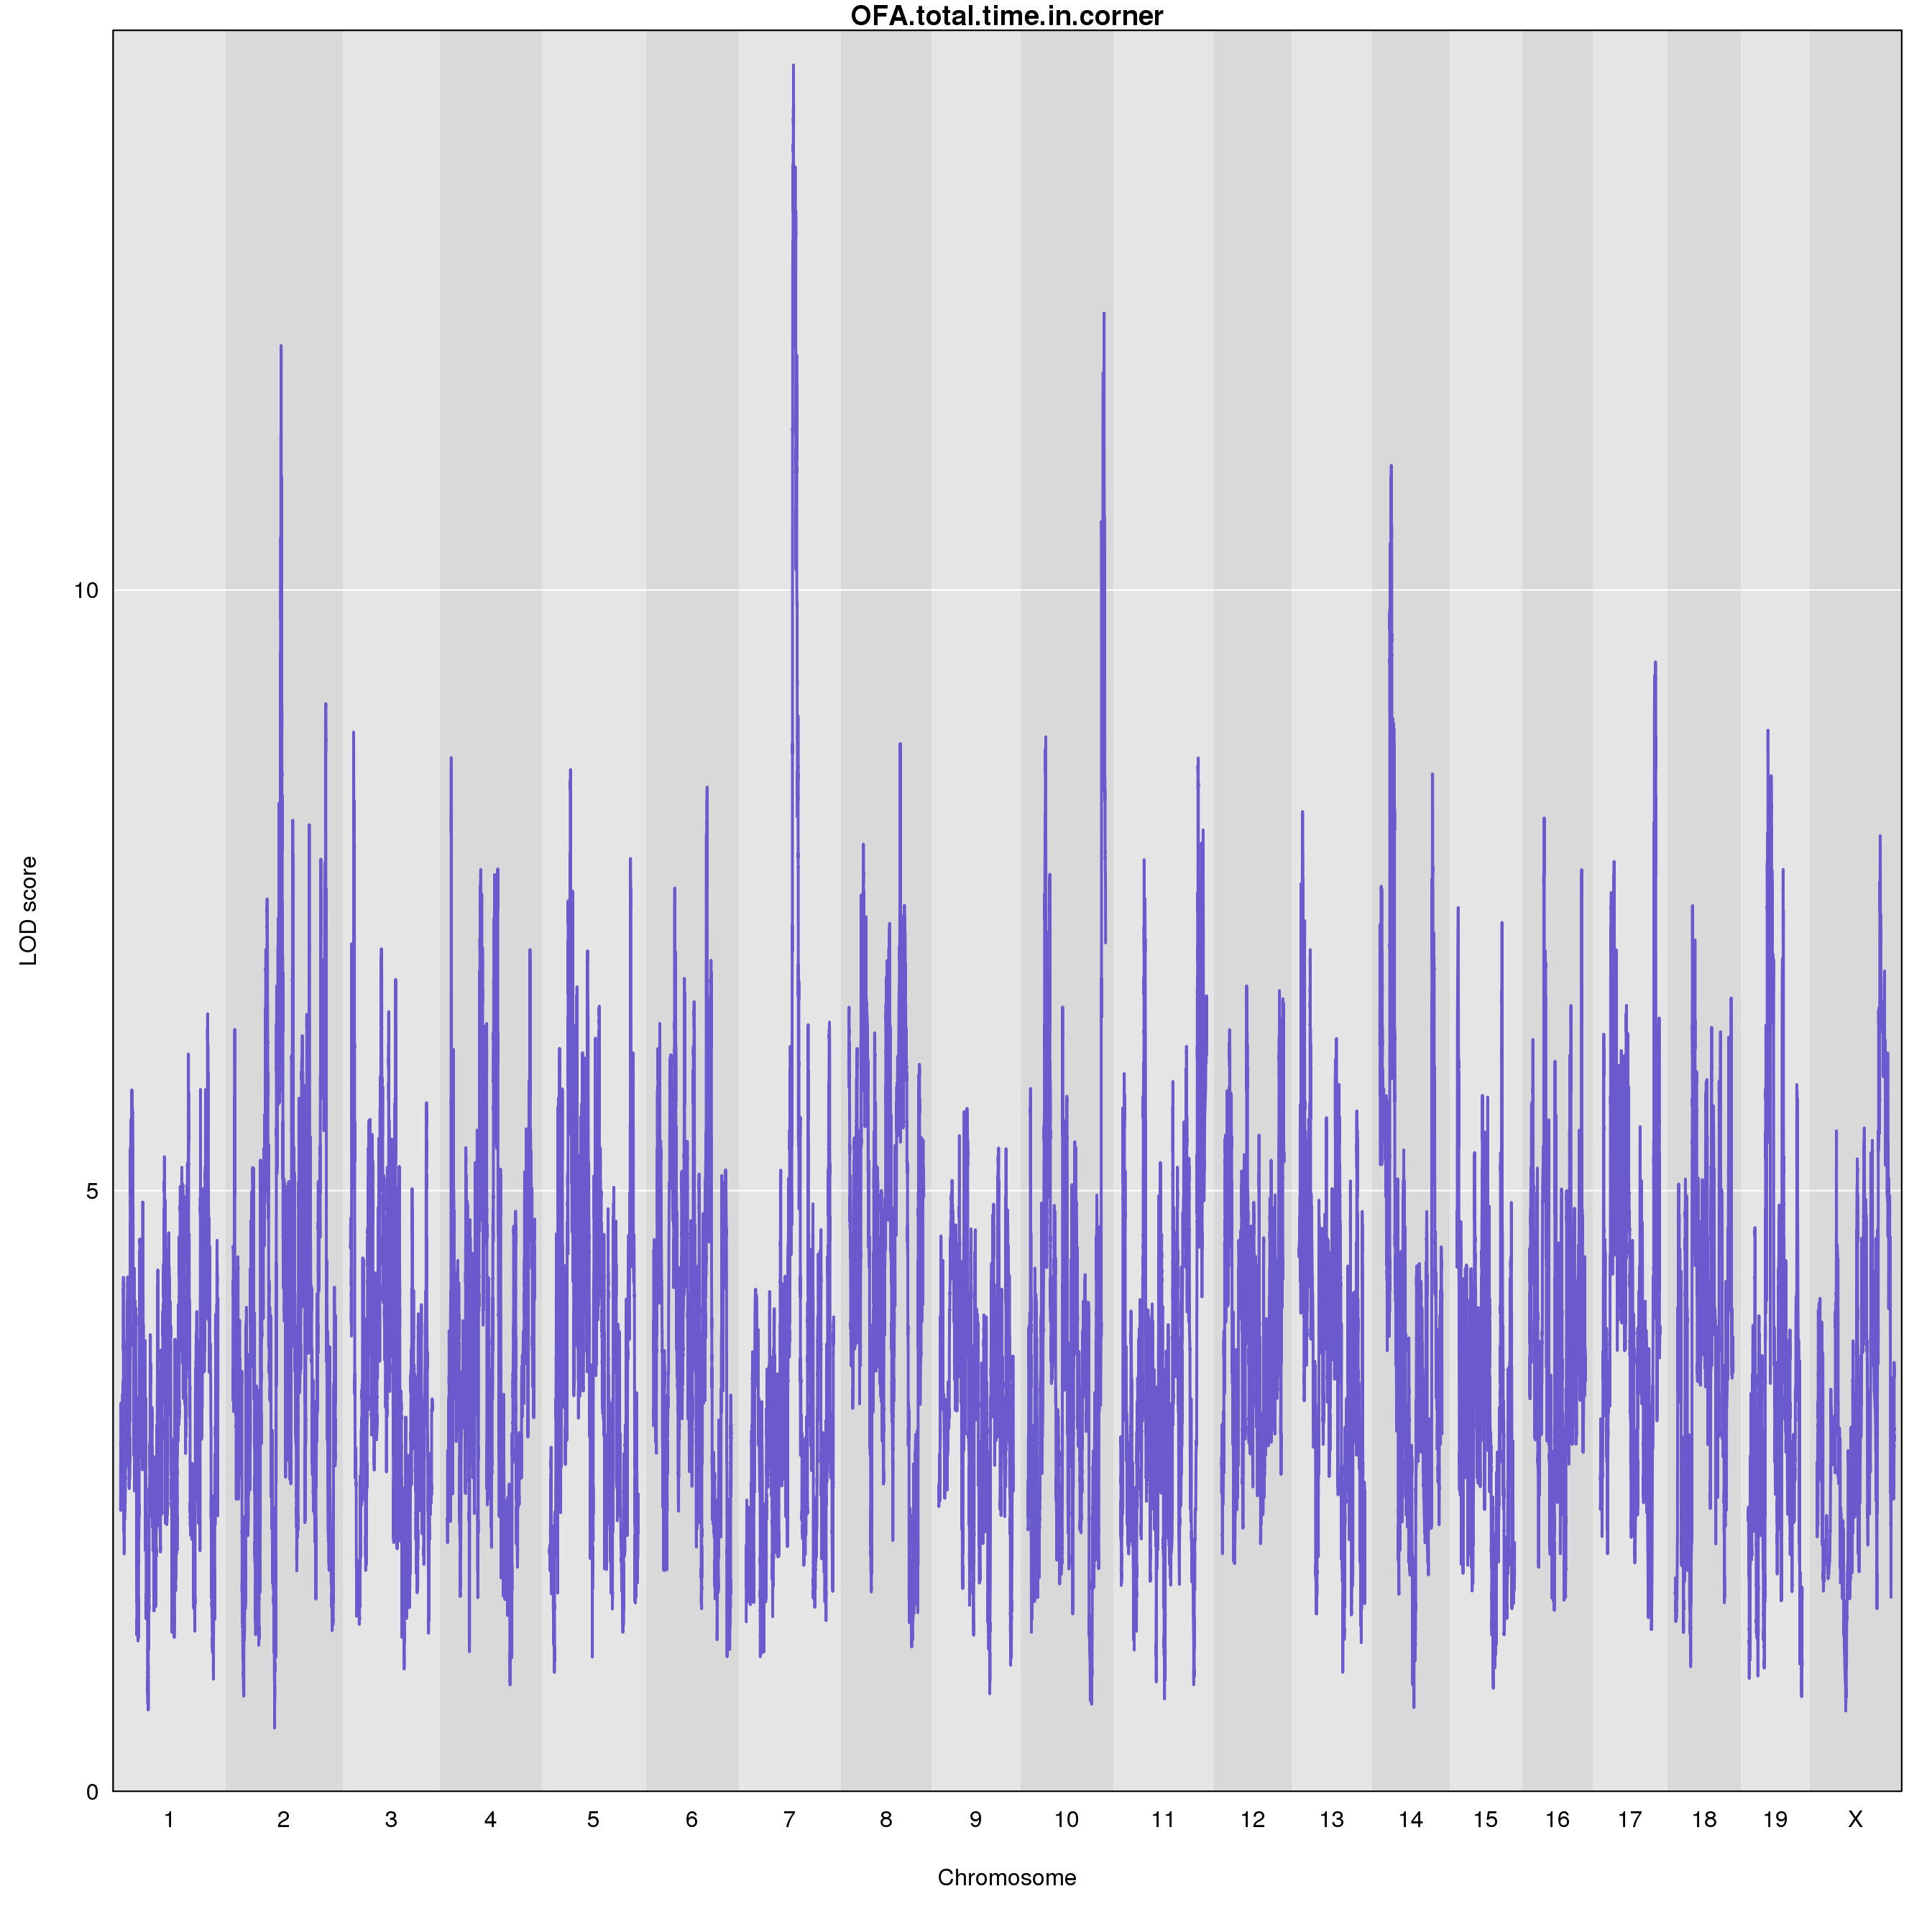 OFA.total.time.in.corner
10
LOD score
5
0
1 2 3 4 5 6 7 8 9 10 11 12 13 14 15 16 17 18 19 X
Chromosome